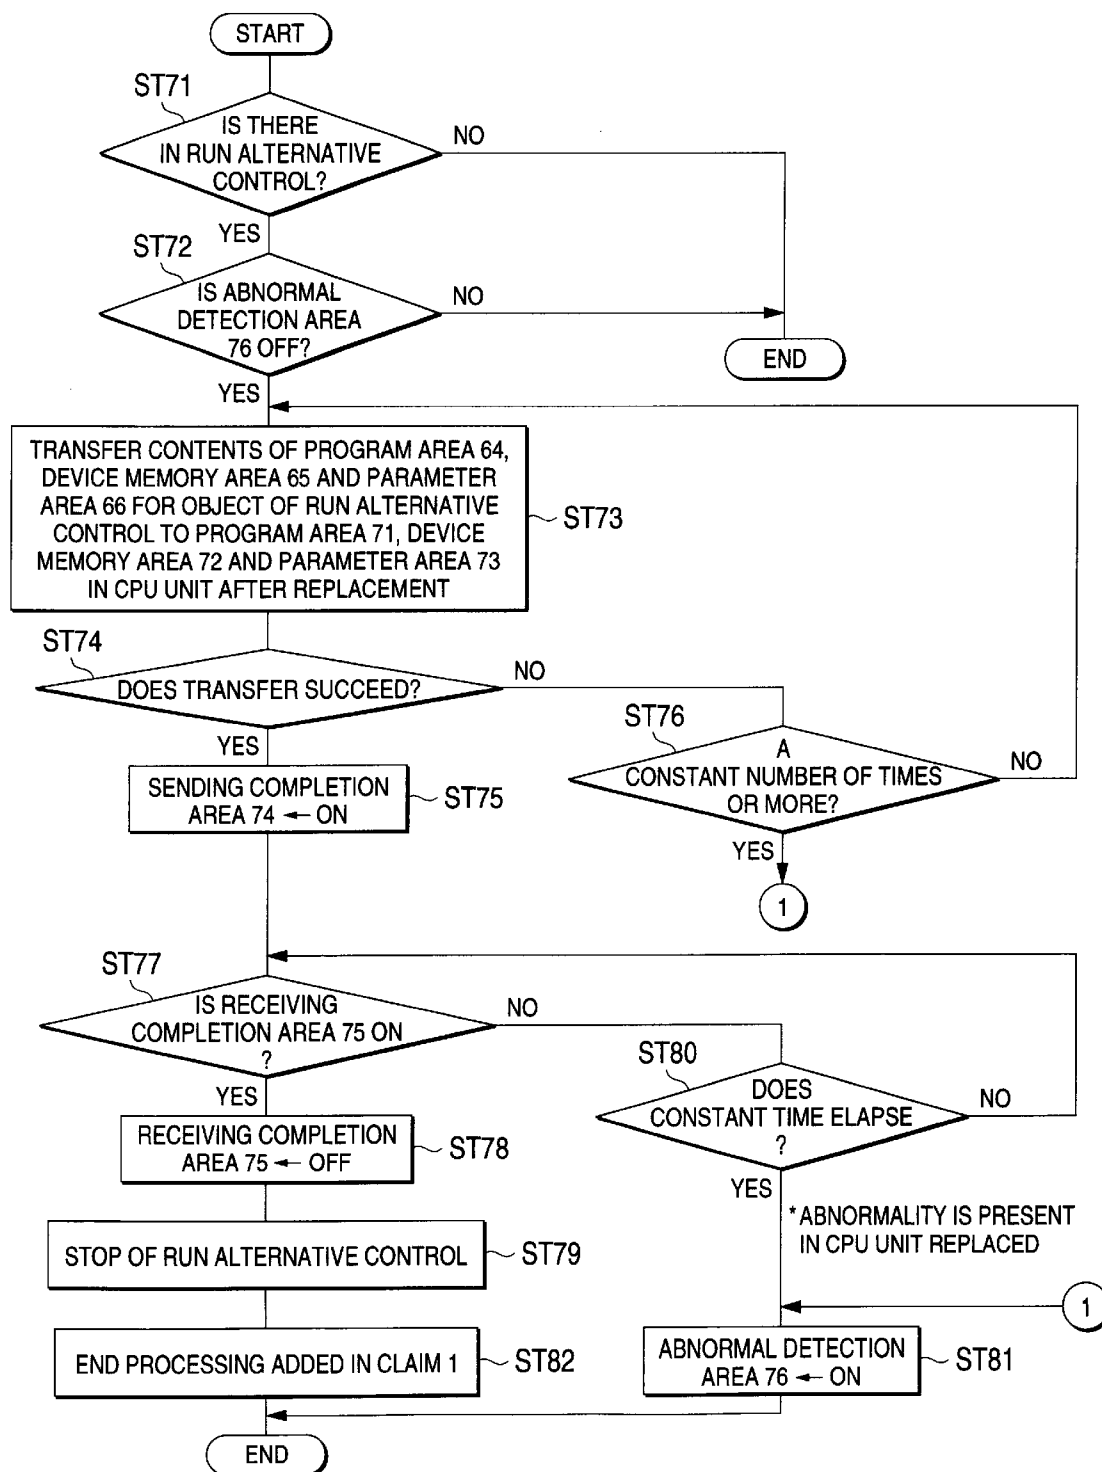 START
ST71
IS THERE
IN RUN ALTERNATIVE
CONTROL?
NO
YES
ST72
IS ABNORMAL
DETECTION AREA
76 OFF?
NO
END
YES
TRANSFER CONTENTS OF PROGRAM AREA 64,
DEVICE MEMORY AREA 65 AND PARAMETER
AREA 66 FOR OBJECT OF RUN ALTERNATIVE
CONTROL TO PROGRAM AREA 71, DEVICE
MEMORY AREA 72 AND PARAMETER AREA 73
IN CPU UNIT AFTER REPLACEMENT
ST73
ST74
DOES TRANSFER SUCCEED?
NO
YES
ST76
A
CONSTANT NUMBER OF TIMES
OR MORE?
NO
SENDING COMPLETION
AREA 74 ← ON
ST75
YES
1
ST77
IS RECEIVING
COMPLETION AREA 75 ON
?
NO
YES
ST80
DOES
CONSTANT TIME ELAPSE
?
NO
RECEIVING COMPLETION
AREA 75 ← OFF
ST78
YES
*ABNORMALITY IS PRESENT
IN CPU UNIT REPLACED
STOP OF RUN ALTERNATIVE CONTROL
ST79
1
END PROCESSING ADDED IN CLAIM 1
ST82
ABNORMAL DETECTION
AREA 76 ← ON
ST81
END